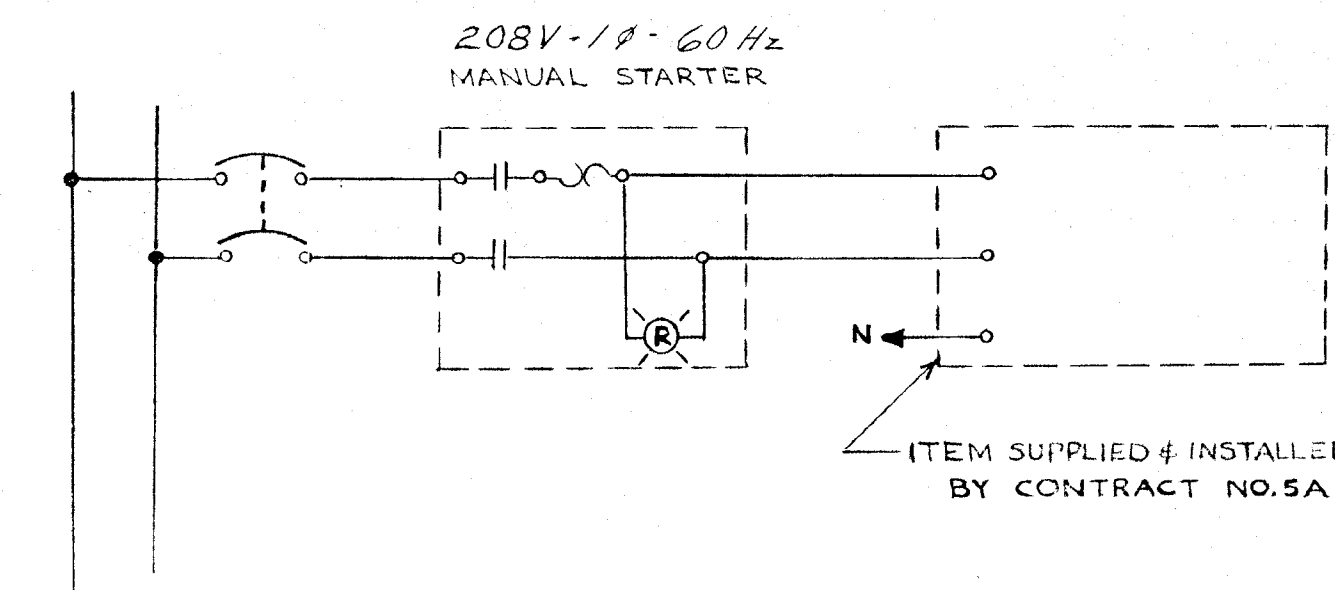 208V-1ø-60Hz
MANUAL STARTER
R
N
ITEM SUPPLIED & INSTALLED
BY CONTRACT NO.5A